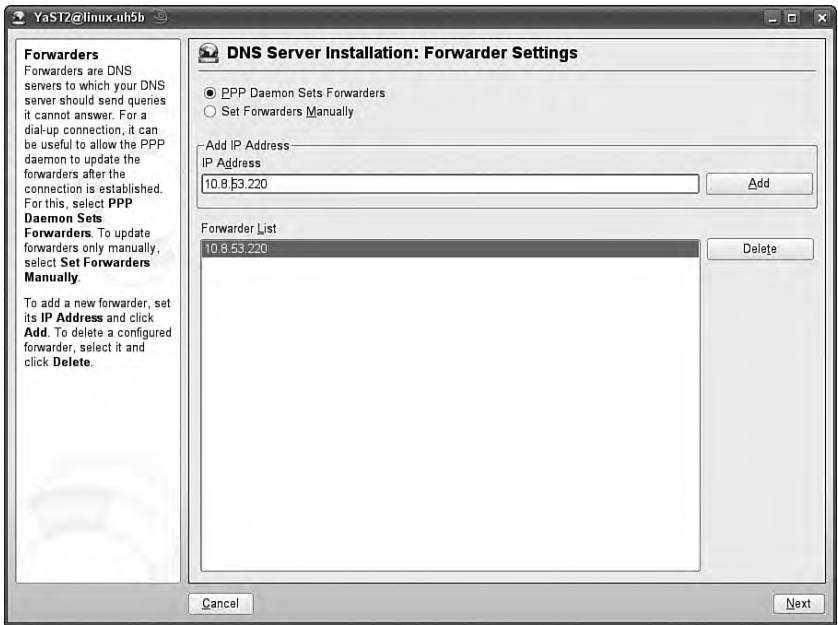 YaST2@linux-uh5b
Forwarders
Forwarders are DNS
servers to which your DNS
server should send queries
it cannot answer. For a
dial-up connection, it can
be useful to allow the PPP
daemon to update the
forwarders after the
connection is established.
For this, select PPP
Daemon Sets
Forwarders. To update
forwarders only manually,
select Set Forwarders
Manually.
To add a new forwarder, set
its IP Address and click
Add. To delete a configured
forwarder, select it and
click Delete.
DNS Server Installation: Forwarder Settings
PPP Daemon Sets Forwarders
Set Forwarders Manually
Add IP Address
IP Address
10.8.53.220
Add
Forwarder List
10.8.53.220
Delete
Cancel
Next